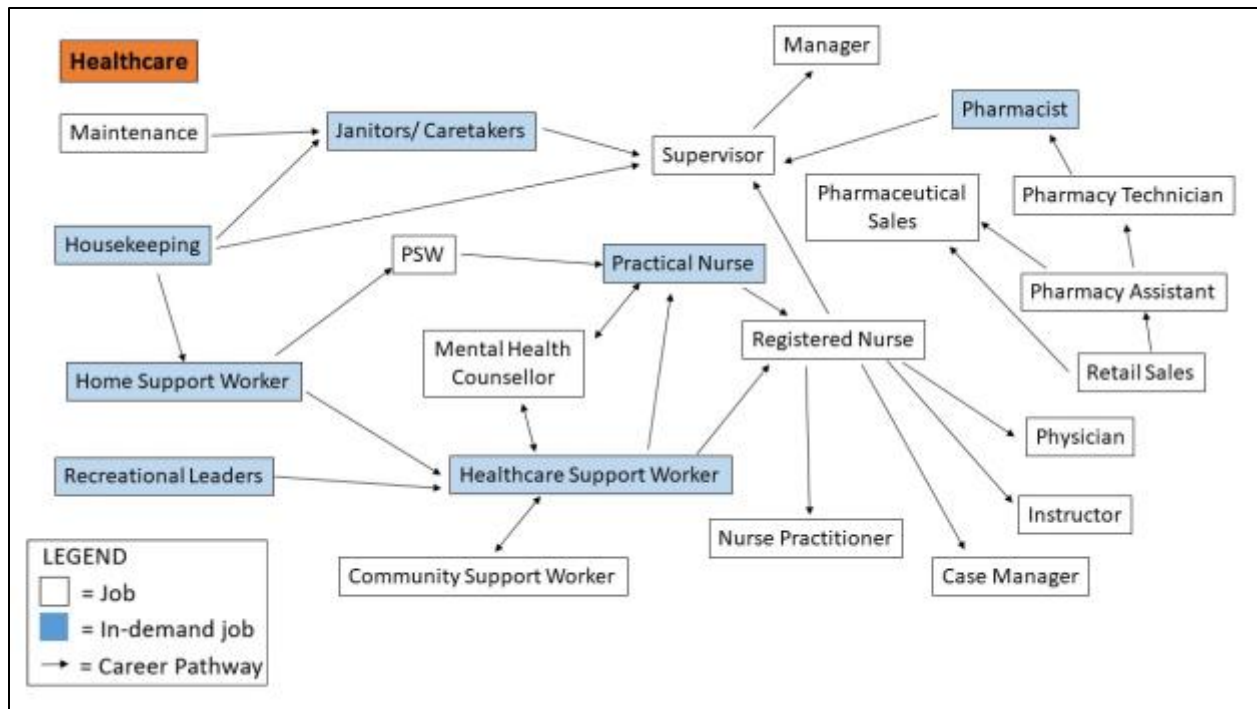 Healthcare
Manager
Maintenance
Janitors/ Caretakers
Pharmacist
Supervisor
Pharmaceutical
Sales
Pharmacy Technician
Housekeeping
PSW
Practical Nurse
Pharmacy Assistant
Mental Health
Counsellor
Registered Nurse
Home Support Worker
Retail Sales
Physician
Recreational Leaders
Healthcare Support Worker
Instructor
Nurse Practitioner
Community Support Worker
Case Manager
LEGEND
= Job
= In-demand job
= Career Pathway